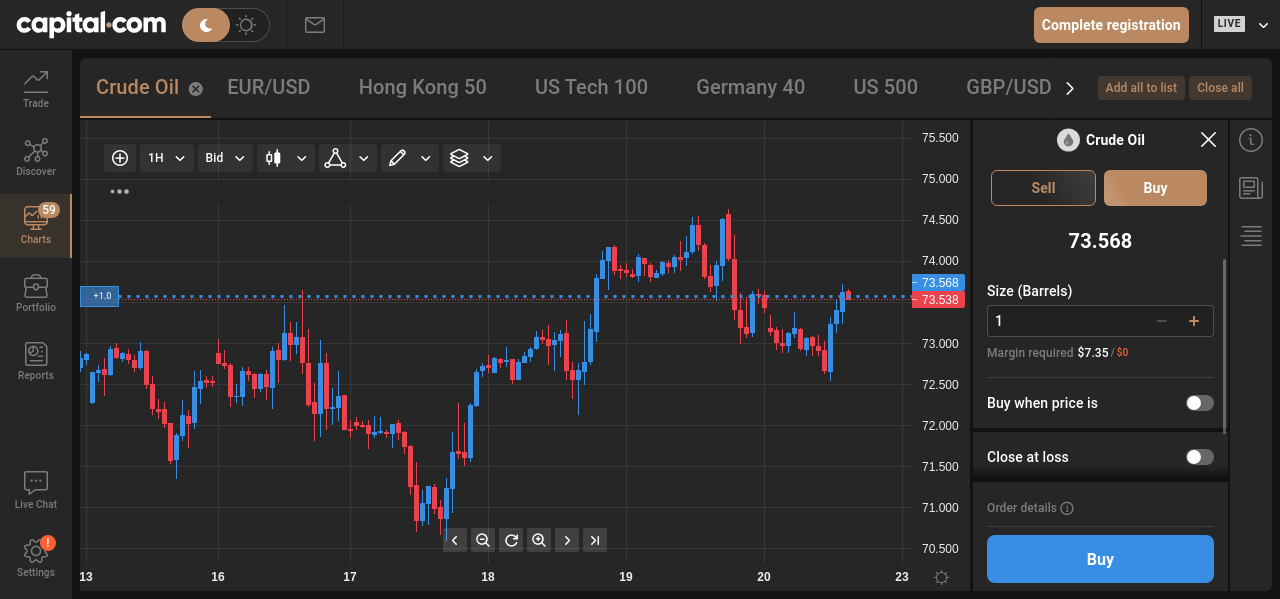 capital.com
Complete registration
LIVE
Trade
Discover
59
Charts
Portfolio
Reports
Live Chat
!
Settings
Crude Oil
EUR/USD
Hong Kong 50
US Tech 100
Germany 40
US 500
GBP/USD
Add all to list
Close all
1H
Bid
+1.0
75.500
75.000
74.500
74.000
73.568
73.538
73.000
72.500
72.000
71.500
71.000
70.500
13
16
17
18
19
20
23
Crude Oil
Sell
Buy
73.568
Size (Barrels)
1
Margin required $7.35 / $0
Buy when price is
Close at loss
Order details
Buy